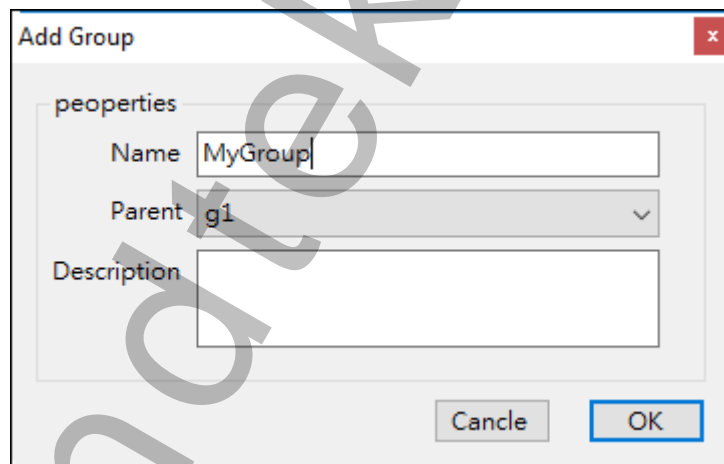 Add Group
x
peoperties
Name MyGroup
Parent g1
Description
Cancle OK